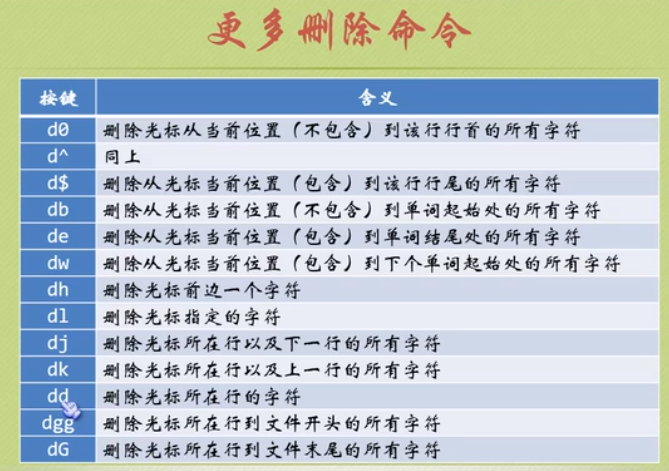 更多删除命令
按键 含义
d0 删除光标从当前位置（不包含）到该行行首的所有字符
d^ 同上
d$ 删除从光标当前位置（包含）到该行行尾的所有字符
db 删除从光标当前位置（不包含）到单词起始处的所有字符
de 删除从光标当前位置（包含）到单词结尾处的所有字符
dw 删除从光标当前位置（包含）到下个单词起始处的所有字符
dh 删除光标前边一个字符
dl 删除光标指定的字符
dj 删除光标所在行以及下一行的所有字符
dk 删除光标所在行以及上一行的所有字符
dd 删除光标所在行的字符
dgg 删除光标所在行到文件开头的所有字符
dG 删除光标所在行到文件末尾的所有字符